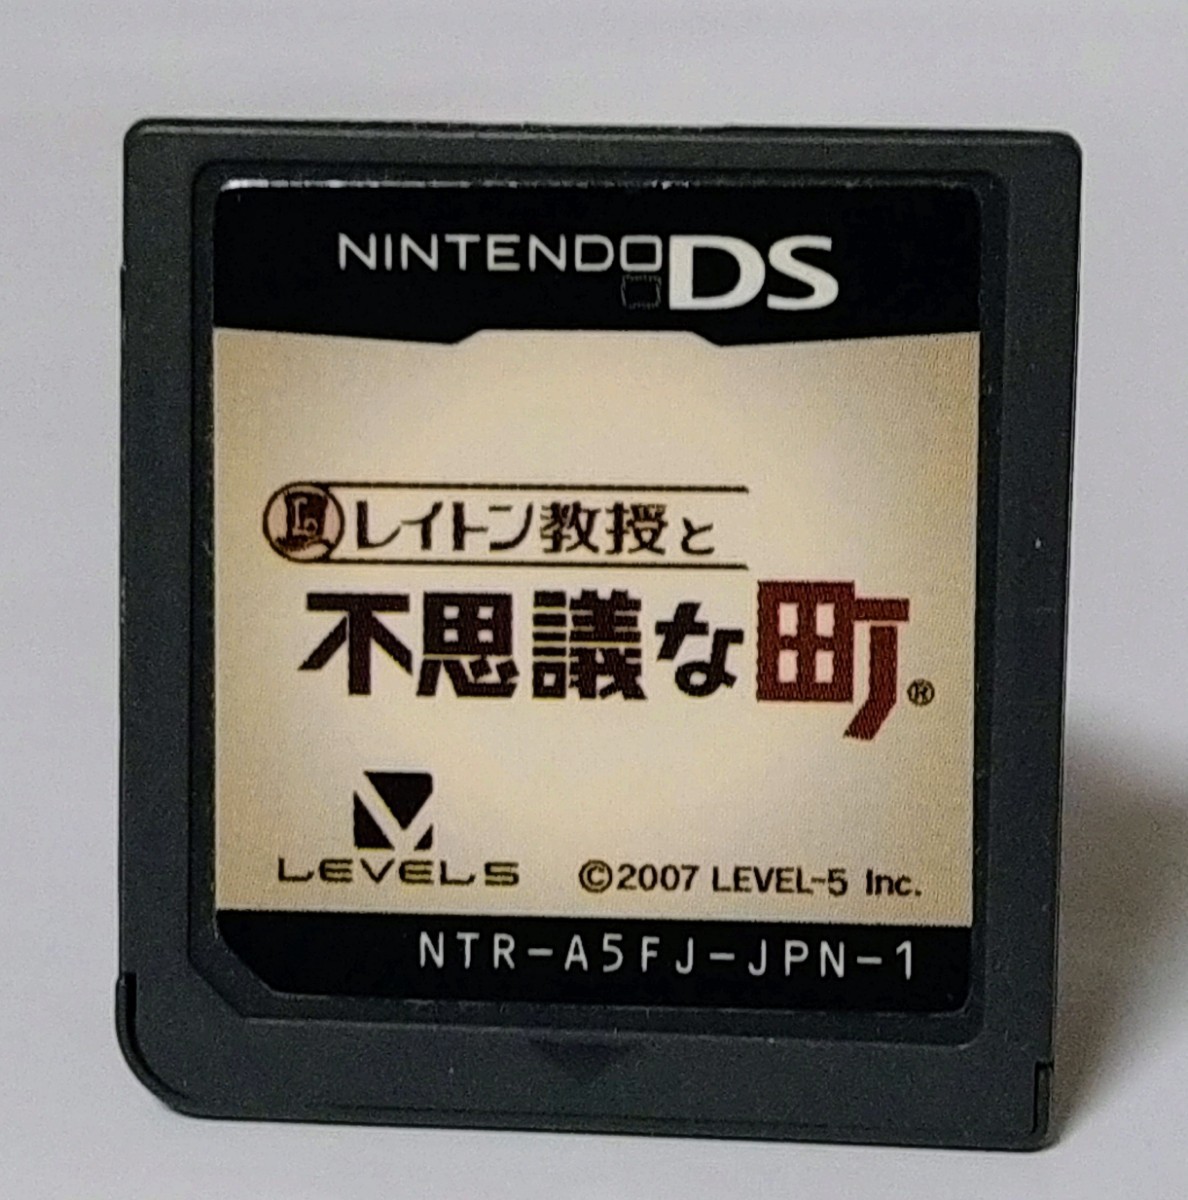 NINTENDO DS
L
レイトン教授と
不思議な町®
LEVEL5
©2007 LEVEL-5 Inc.
NTR-A5FJ-JPN-1